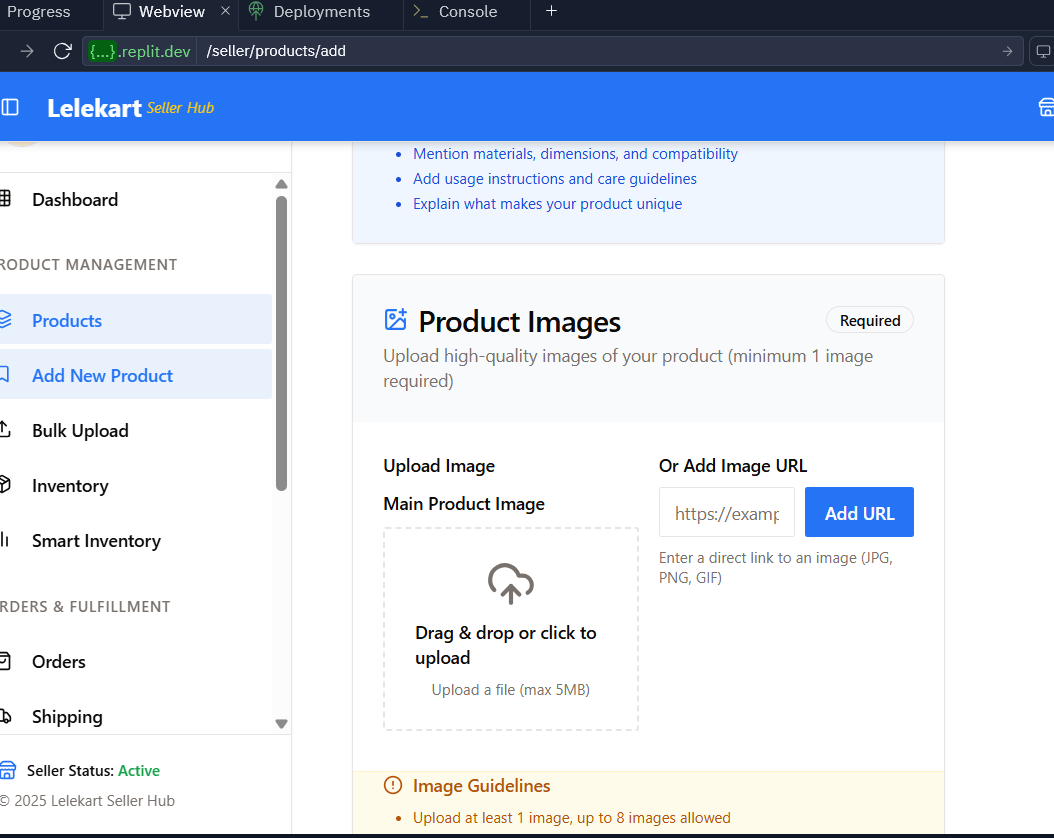 Progress
Webview
Deployments
Console
{...}.replit.dev
/seller/products/add
Lelekart Seller Hub
Dashboard
RODUCT MANAGEMENT
Products
Add New Product
Bulk Upload
Inventory
Smart Inventory
RDERS & FULFILLMENT
Orders
Shipping
Seller Status: Active
© 2025 Lelekart Seller Hub
• Mention materials, dimensions, and compatibility
• Add usage instructions and care guidelines
• Explain what makes your product unique
Product Images
Required
Upload high-quality images of your product (minimum 1 image
required)
Upload Image
Main Product Image
Drag & drop or click to
upload
Upload a file (max 5MB)
Or Add Image URL
https://examp
Add URL
Enter a direct link to an image (JPG,
PNG, GIF)
Image Guidelines
• Upload at least 1 image, up to 8 images allowed